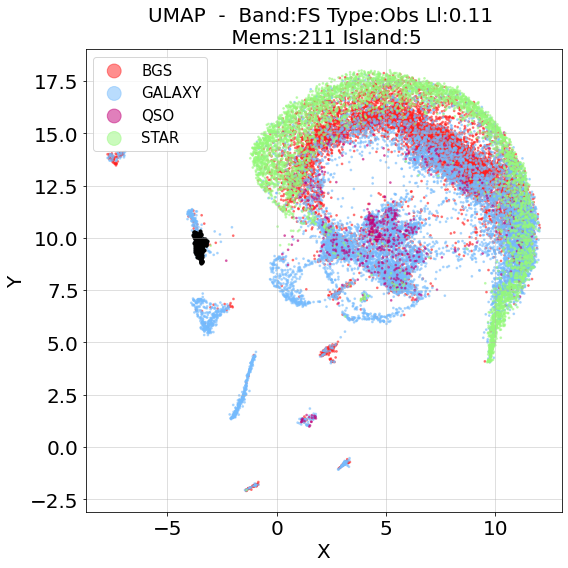 UMAP  -  Band:FS Type:Obs Ll:0.11
Mems:211 Island:5
BGS
GALAXY
QSO
STAR
17.5
15.0
12.5
10.0
7.5
5.0
2.5
0.0
−2.5
Y
−5
0
5
10
X